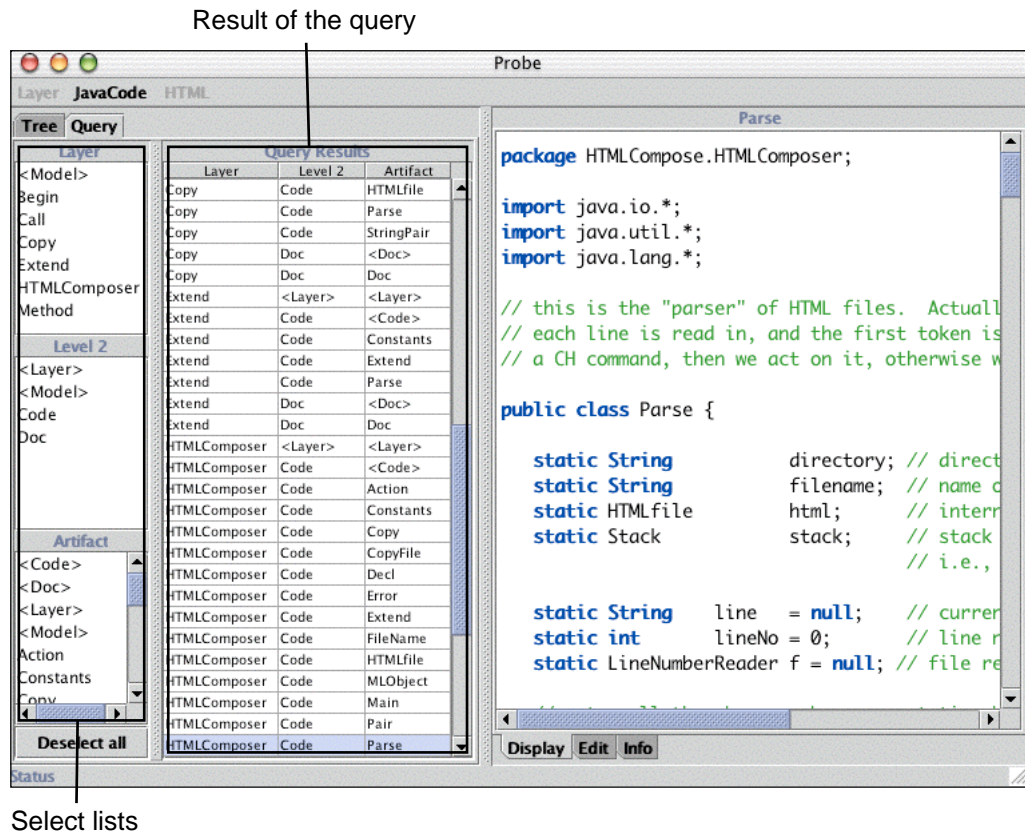 Result of the query
Probe
Layer JavaCode HTML
Tree Query
Layer
<Model>
Begin
Call
Copy
Extend
HTMLComposer
Method
Level 2
<Layer>
<Model>
Code
Doc
Artifact
<Code>
<Doc>
<Layer>
<Model>
Action
Constants
Copy
Deselect all
Query Results
Layer Level 2 Artifact
Copy Code HTMLfile
Copy Code Parse
Copy Code StringPair
Copy Doc <Doc>
Copy Doc Doc
Extend <Layer> <Layer>
Extend Code <Code>
Extend Code Constants
Extend Code Extend
Extend Code Parse
Extend Doc <Doc>
Extend Doc Doc
HTMLComposer <Layer> <Layer>
HTMLComposer Code <Code>
HTMLComposer Code Action
HTMLComposer Code Constants
HTMLComposer Code Copy
HTMLComposer Code CopyFile
HTMLComposer Code Decl
HTMLComposer Code Error
HTMLComposer Code Extend
HTMLComposer Code FileName
HTMLComposer Code HTMLfile
HTMLComposer Code MLObject
HTMLComposer Code Main
HTMLComposer Code Pair
HTMLComposer Code Parse
Parse
package HTMLCompose.HTMLComposer;
import java.io.*;
import java.util.*;
import java.lang.*;
// this is the "parser" of HTML files. Actuall
// each line is read in, and the first token is
// a CH command, then we act on it, otherwise w
public class Parse {
static String directory; // direct
static String filename; // name o
static HTMLfile html; // intern
static Stack stack; // stack
// i.e.,
static String line = null; // curren
static int lineNo = 0; // line r
static LineNumberReader f = null; // file re
Display Edit Info
Status
Select lists